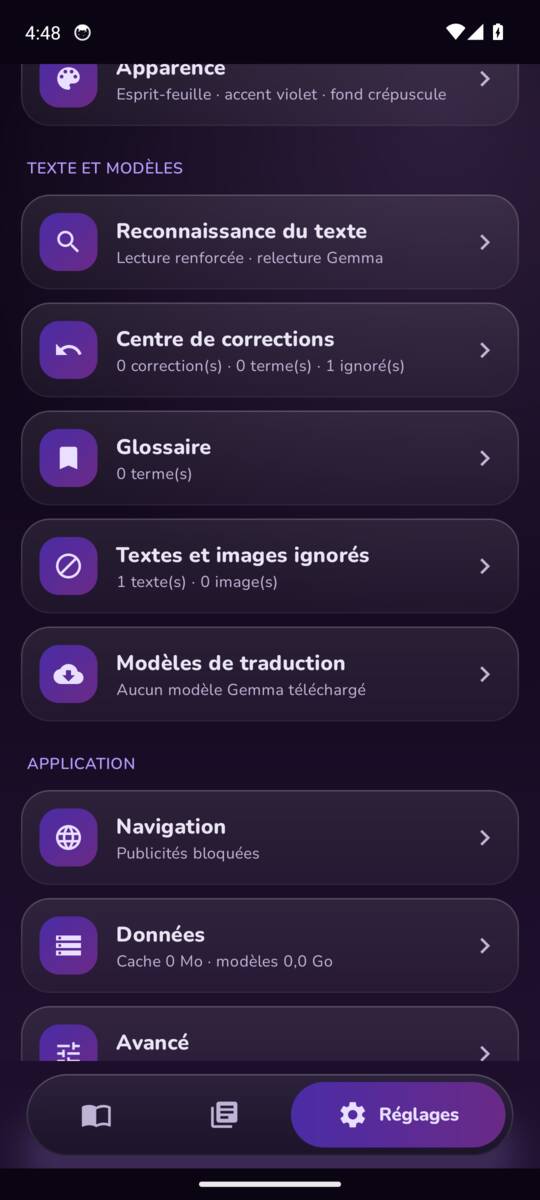 4:48
Apparence
Esprit-feuille · accent violet · fond crépuscule
TEXTE ET MODÈLES
Reconnaissance du texte
Lecture renforcée · relecture Gemma
Centre de corrections
0 correction(s) · 0 terme(s) · 1 ignoré(s)
Glossaire
0 terme(s)
Textes et images ignorés
1 texte(s) · 0 image(s)
Modèles de traduction
Aucun modèle Gemma téléchargé
APPLICATION
Navigation
Publicités bloquées
Données
Cache 0 Mo · modèles 0,0 Go
Avancé
Réglages